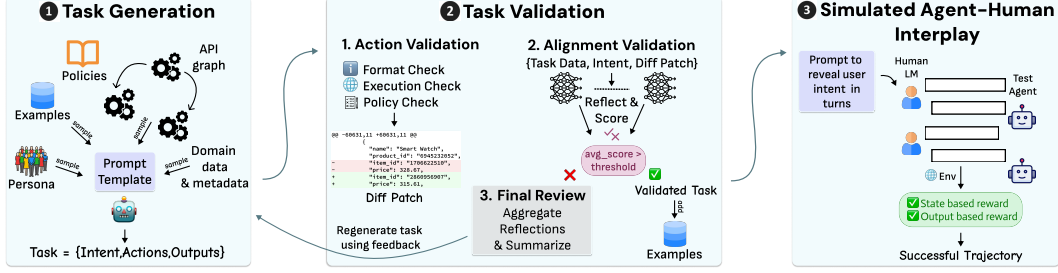 1 Task Generation
Policies
API
graph
Examples
sample
sample
Persona
sample
Prompt
Template
sample
Domain
data
& metadata
Task = {Intent,Actions,Outputs}
2 Task Validation
1. Action Validation
Format Check
Execution Check
Policy Check
@@ -60631,11 +60631,11 @@
{
"name": "Smart Watch",
"product_id": "6945232052",
- "item_id": "1706622510",
- "price": 328.67,
+ "item_id": "2860956907",
+ "price": 315.61,
Diff Patch
2. Alignment Validation
{Task Data, Intent, Diff Patch}
Reflect &
Score
avg_score >
threshold
Validated Task
add
Examples
3. Final Review
Aggregate
Reflections
& Summarize
Regenerate task
using feedback
3 Simulated Agent-Human
Interplay
Prompt to
reveal user
intent in
turns
Human
LM
Test
Agent
Env
State based reward
Output based reward
Successful Trajectory